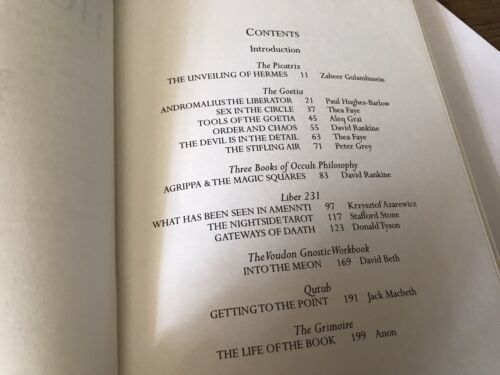 CONTENTS
Introduction
The Picatrix
THE UNVEILING OF HERMES 11 Zaheer Gulamhusein
The Goetia
ANDROMALIUS THE LIBERATOR 21 Paul Hughes-Barlow
SEX IN THE CIRCLE 37 Thea Faye
TOOLS OF THE GOETIA 45 Aleq Grai
ORDER AND CHAOS 55 David Rankine
THE DEVIL IS IN THE DETAIL 63 Thea Faye
THE STIFLING AIR 71 Peter Grey
Three Books of Occult Philosophy
AGRIPPA & THE MAGIC SQUARES 83 David Rankine
Liber 231
WHAT HAS BEEN SEEN IN AMENNTI 97 Krzysztof Azarewicz
THE NIGHTSIDE TAROT 117 Stafford Stone
GATEWAYS OF DAATH 123 Donald Tyson
The Voudon Gnostic Workbook
INTO THE MEON 169 David Beth
Qutub
GETTING TO THE POINT 191 Jack Macbeth
The Grimoire
THE LIFE OF THE BOOK 199 Anon